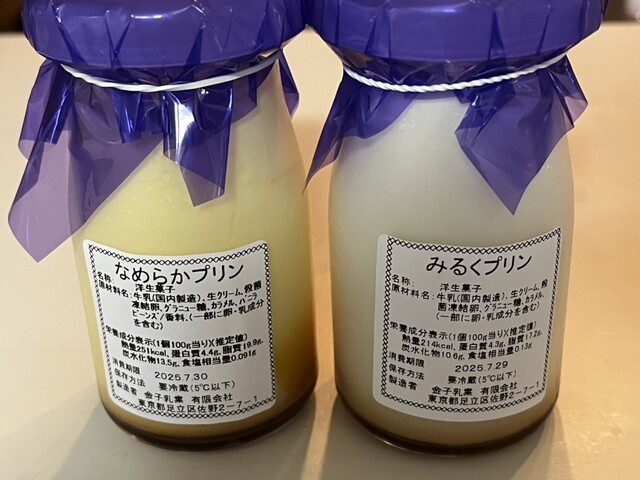 なめらかプリン
名称: 洋生菓子
原材料名: 牛乳(国内製造)、生クリーム、殺菌
凍結卵、グラニュー糖、カラメル、バニラ
ビーンズ/香料、(一部に卵・乳成分
を含む)
栄養成分表示(1個100g当り)(推定値)
熱量251kcal、蛋白質4.4g、脂質19.9g、
炭水化物13.5g、食塩相当量0.091g
消費期限 2025.7.30
保存方法 要冷蔵(5℃以下)
製造者 金子乳業 有限会社
東京都足立区佐野2-7-1
みるくプリン
名称: 洋生菓子
原材料名: 牛乳(国内製造)、生クリーム、殺
菌凍結卵、グラニュー糖、カラメル、
(一部に卵・乳成分を含む)
栄養成分表示(1個100g当り)(推定値)
熱量214kcal、蛋白質4.3g、脂質17.2g、
炭水化物10.6g、食塩相当量0.13g
消費期限 2025.7.29
保存方法 要冷蔵(5℃以下)
製造者 金子乳業 有限会社
東京都足立区佐野2-7-1